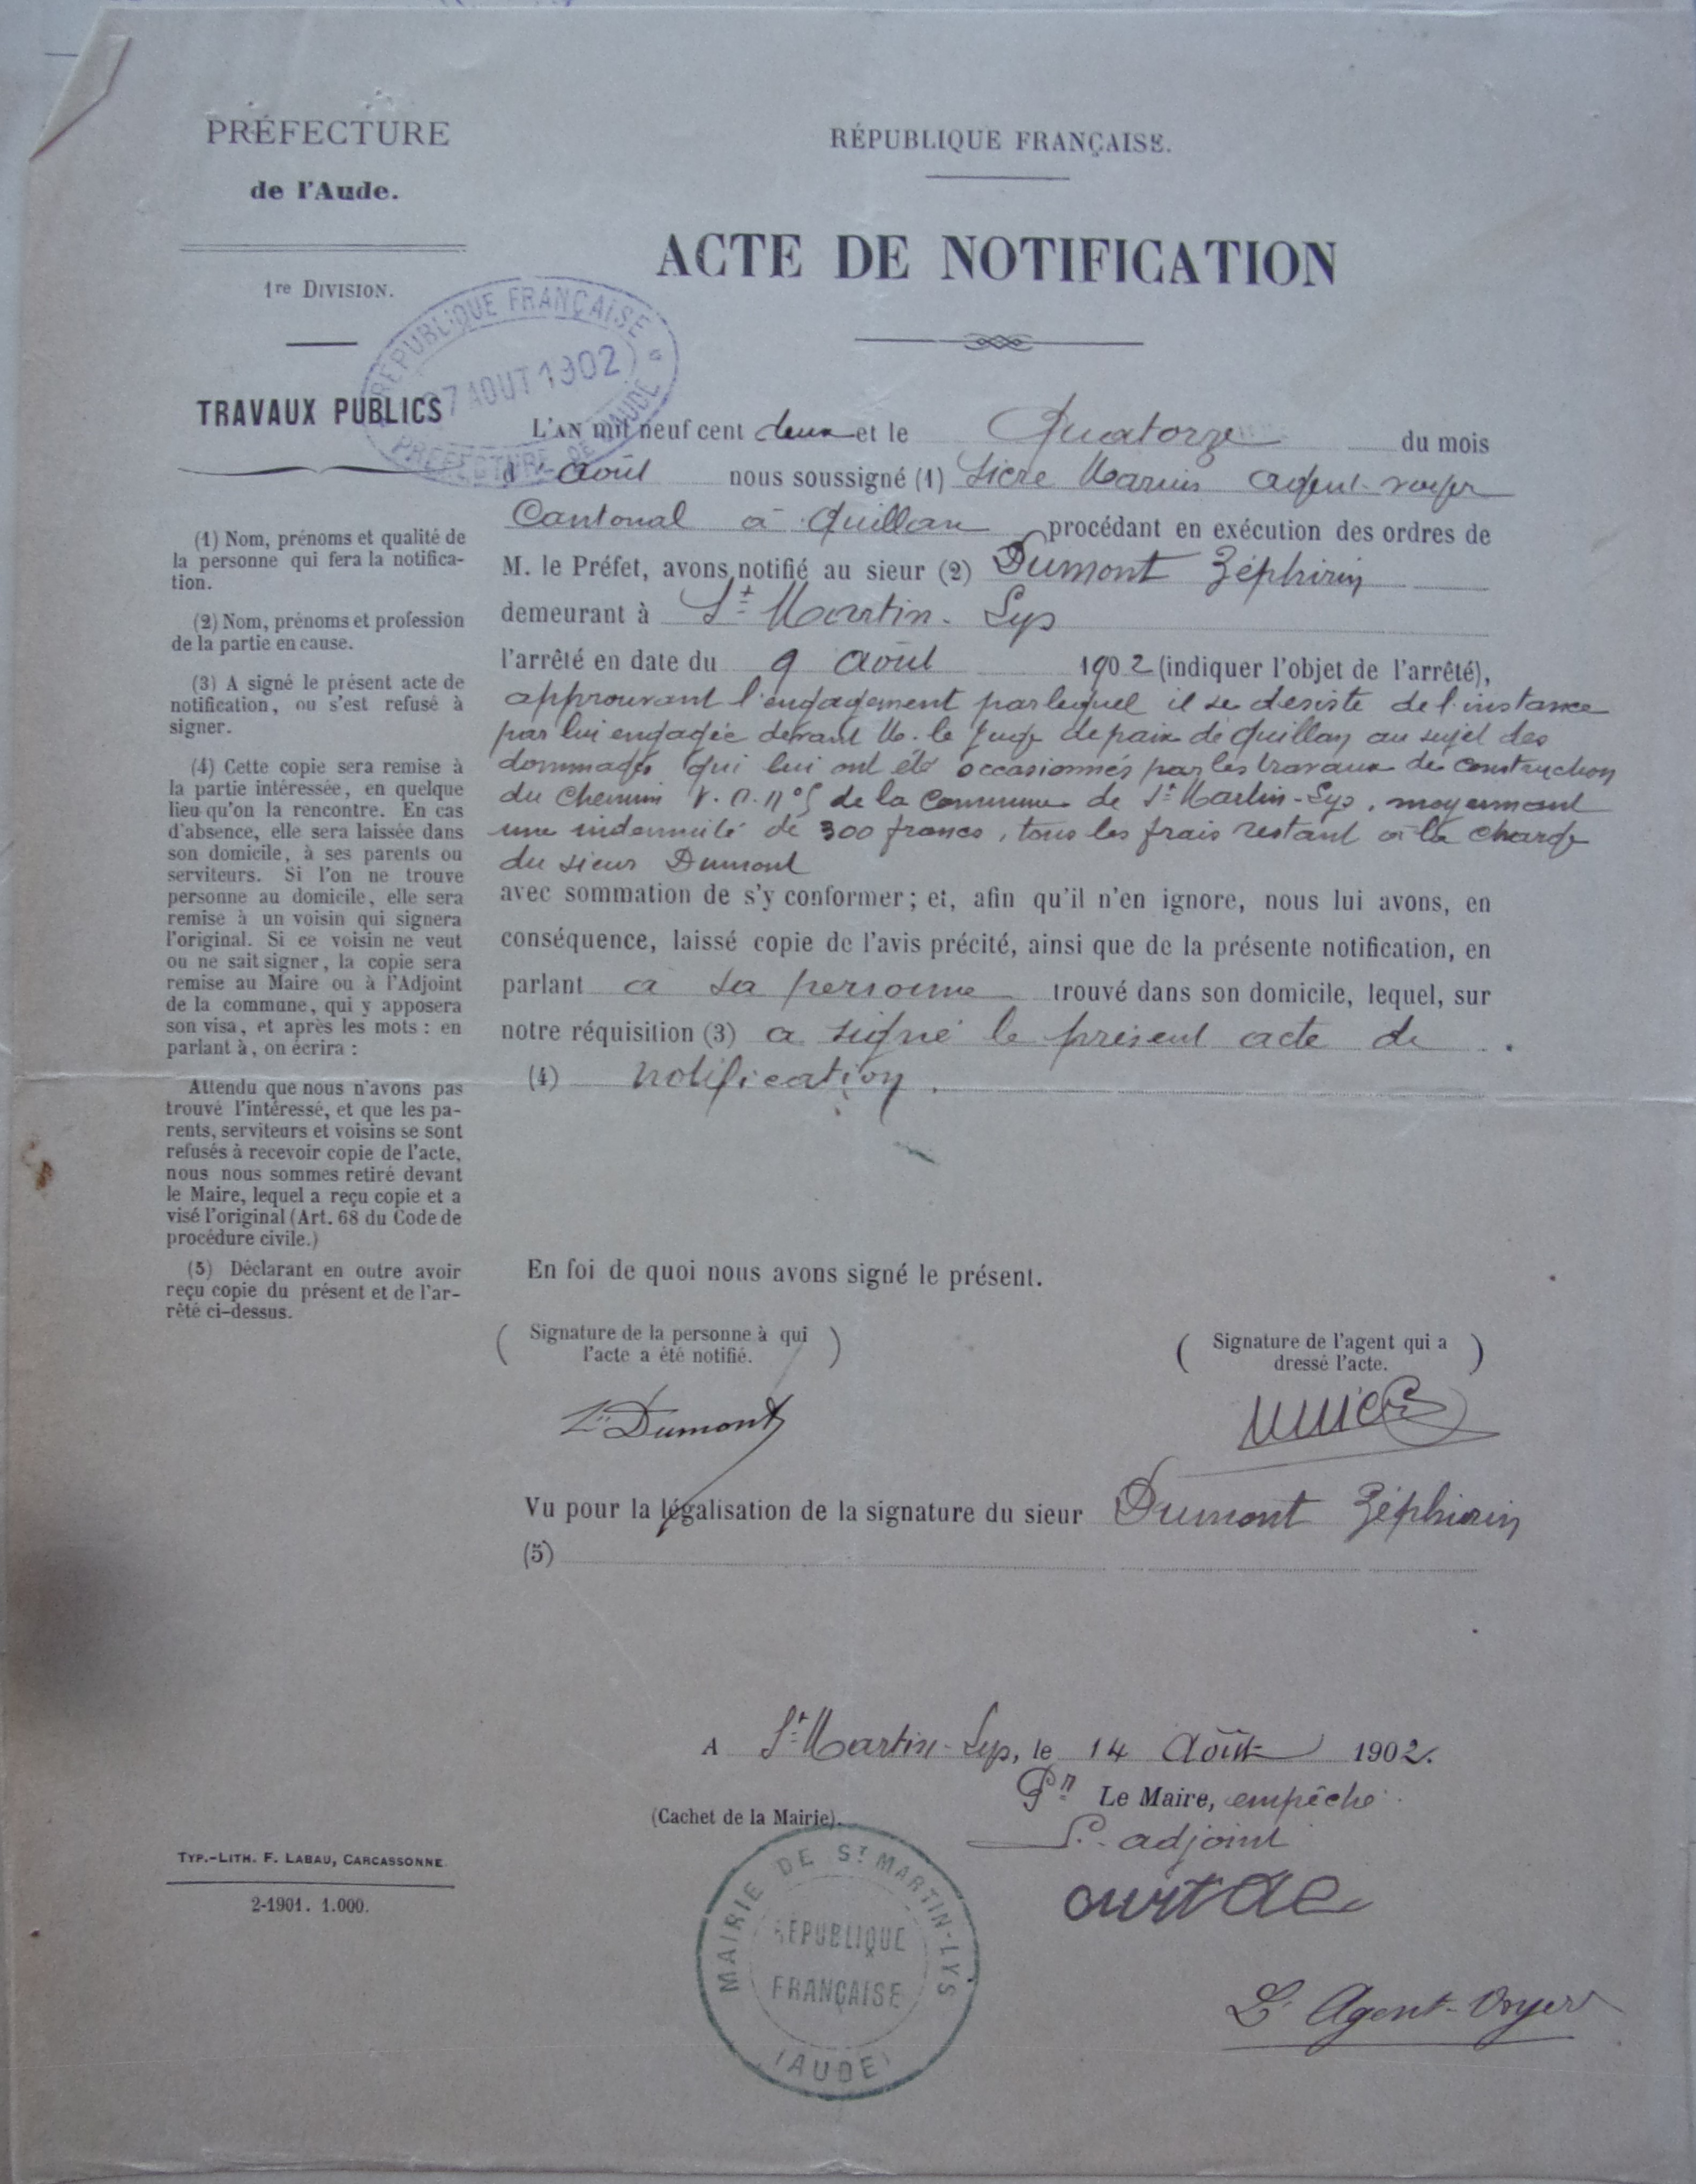 PRÉFECTURE
de l'Aude.
1re DIVISION.
TRAVAUX PUBLICS
RÉPUBLIQUE FRANÇAISE.
ACTE DE NOTIFICATION
RÉPUBLIQUE FRANÇAISE
7 AOUT 1902
PRÉFECTURE DE L'AUDE
L'AN mil neuf cent deux et le Quatorze du mois
d'août nous soussigné (1) Sicre Marius agent-voyer
Cantonal à Quillan procédant en exécution des ordres de
M. le Préfet, avons notifié au sieur (2) Dumont Zéphirin
demeurant à St Martin-Lys
l'arrêté en date du 9 août 1902 (indiquer l'objet de l'arrêté),
approuvant l'engagement par lequel il se desiste de l'instance
par lui engagée devant M. le juge de paix de Quillan au sujet des
dommages qui lui ont été occasionnés par les travaux de construction
du chemin V. O. n° 5 de la Commune de St Martin-Lys, moyennant
une indemnité de 300 francs, tous les frais restant à la charge
du sieur Dumont
avec sommation de s'y conformer ; et, afin qu'il n'en ignore, nous lui avons, en
conséquence, laissé copie de l'avis précité, ainsi que de la présente notification, en
parlant à sa personne trouvé dans son domicile, lequel, sur
notre réquisition (3) a signé le présent acte de
(4) notification.
(1) Nom, prénoms et qualité de
la personne qui fera la notifica-
tion.
(2) Nom, prénoms et profession
de la partie en cause.
(3) A signé le présent acte de
notification, ou s'est refusé à
signer.
(4) Cette copie sera remise à
la partie intéressée, en quelque
lieu qu'on la rencontre. En cas
d'absence, elle sera laissée dans
son domicile, à ses parents ou
serviteurs. Si l'on ne trouve
personne au domicile, elle sera
remise à un voisin qui signera
l'original. Si ce voisin ne veut
ou ne sait signer, la copie sera
remise au Maire ou à l'Adjoint
de la commune, qui y apposera
son visa, et après les mots : en
parlant à, on écrira :
Attendu que nous n'avons pas
trouvé l'intéressé, et que les pa-
rents, serviteurs et voisins se sont
refusés à recevoir copie de l'acte,
nous nous sommes retiré devant
le Maire, lequel a reçu copie et a
visé l'original (Art. 68 du Code de
procédure civile.)
(5) Déclarant en outre avoir
reçu copie du présent et de l'ar-
rêté ci-dessus.
En foi de quoi nous avons signé le présent.
(Signature de la personne à qui
l'acte a été notifié.)
(Signature de l'agent qui a
dressé l'acte.)
Zin Dumont
Vu pour la légalisation de la signature du sieur Dumont Zéphirin
(5)
A St Martin-Lys, le 14 Août 1902.
Pr Le Maire, empêché
L'adjoint
(Cachet de la Mairie).
MAIRIE DE ST MARTIN-LYS
RÉPUBLIQUE
FRANÇAISE
(AUDE)
L'Agent-Voyer
TYP.-LITH. F. LABAU, CARCASSONNE.
2-1901. 1.000.